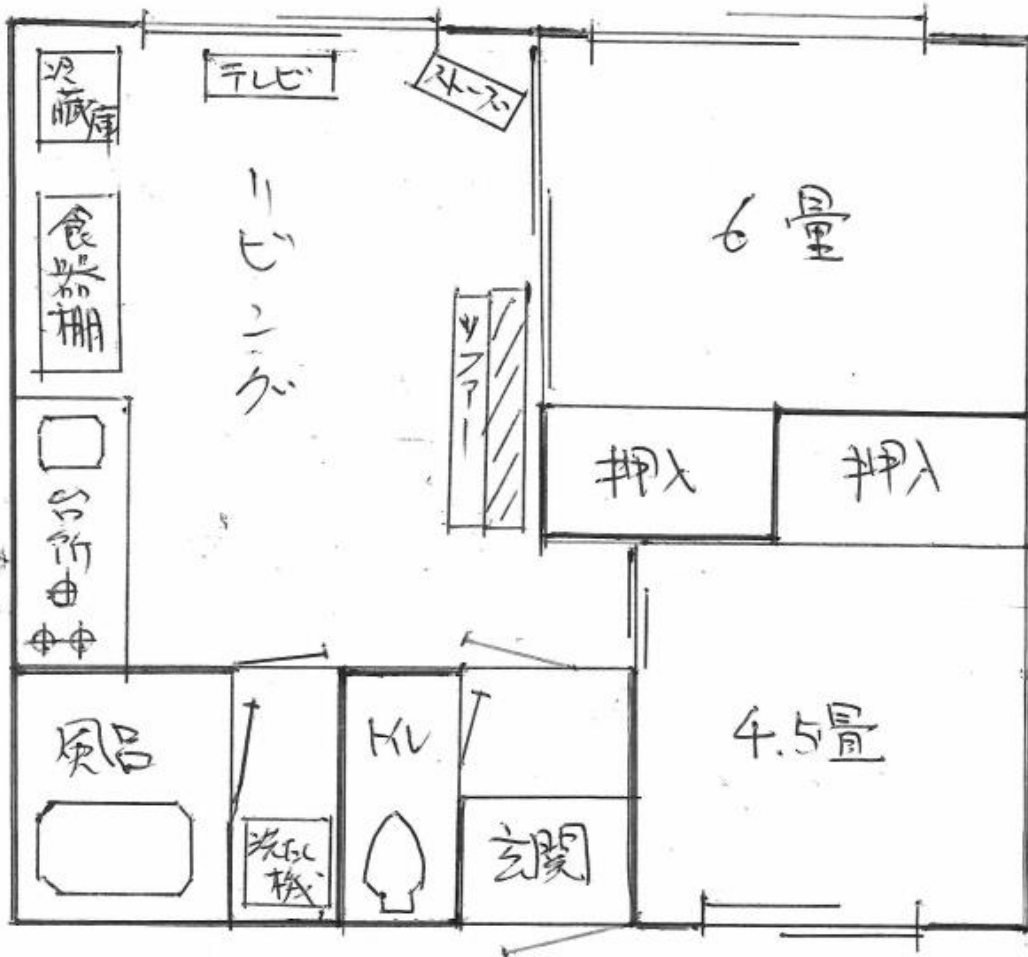 冷蔵庫
テレビ
ストーブ
リビング
6畳
食器棚
ソファー
押入
押入
台所
風呂
トイレ
4.5畳
洗たく機
玄関